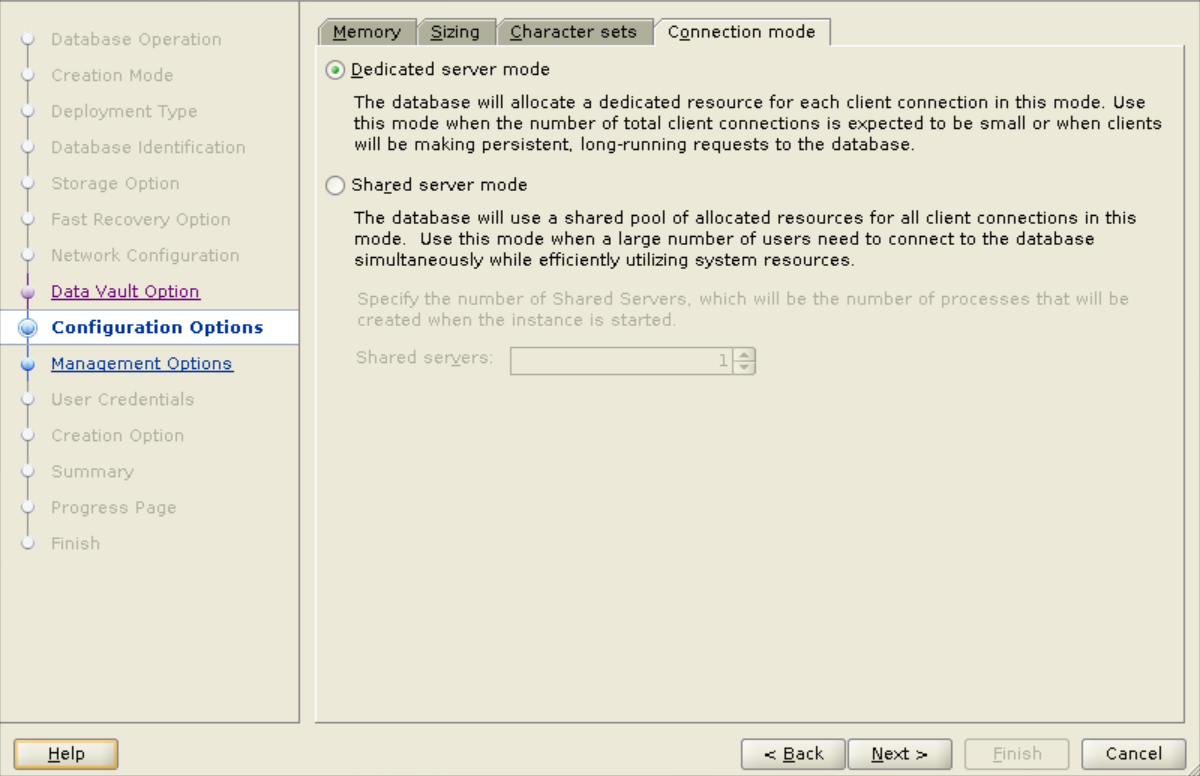 Database Operation
Creation Mode
Deployment Type
Database Identification
Storage Option
Fast Recovery Option
Network Configuration
Data Vault Option
Configuration Options
Management Options
User Credentials
Creation Option
Summary
Progress Page
Finish
Memory Sizing Character sets Connection mode
Dedicated server mode
The database will allocate a dedicated resource for each client connection in this mode. Use
this mode when the number of total client connections is expected to be small or when clients
will be making persistent, long-running requests to the database.
Shared server mode
The database will use a shared pool of allocated resources for all client connections in this
mode.  Use this mode when a large number of users need to connect to the database
simultaneously while efficiently utilizing system resources.
Specify the number of Shared Servers, which will be the number of processes that will be
created when the instance is started.
Shared servers: 1
Help < Back Next > Finish Cancel